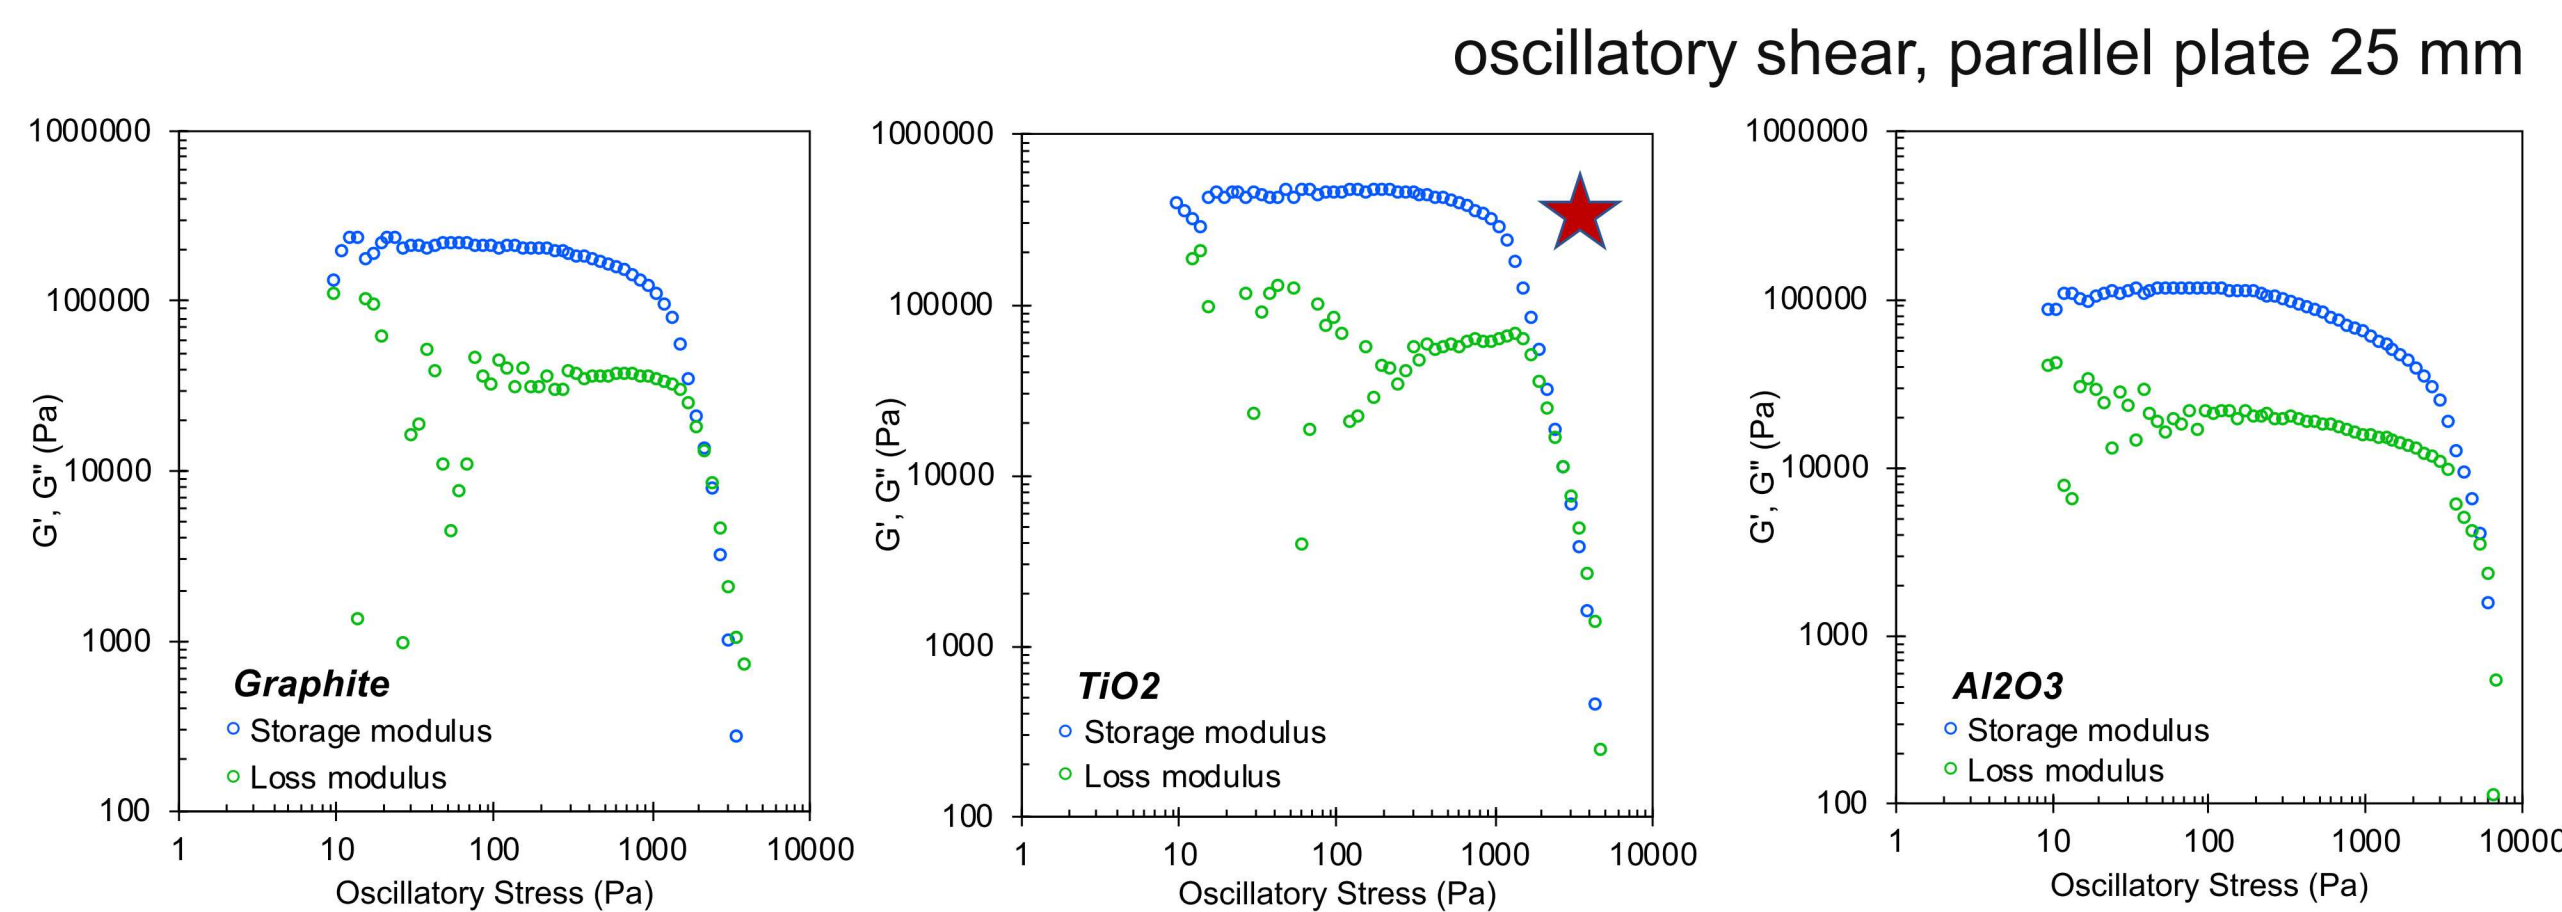 oscillatory shear, parallel plate 25 mm
1000000
100000
10000
1000
100
G', G" (Pa)
Graphite
Storage modulus
Loss modulus
1 10 100 1000 10000
Oscillatory Stress (Pa)
1000000
100000
10000
1000
100
G', G" (Pa)
TiO2
Storage modulus
Loss modulus
1 10 100 1000 10000
Oscillatory Stress (Pa)
1000000
100000
10000
1000
100
G', G" (Pa)
Al2O3
Storage modulus
Loss modulus
1 10 100 1000 10000
Oscillatory Stress (Pa)